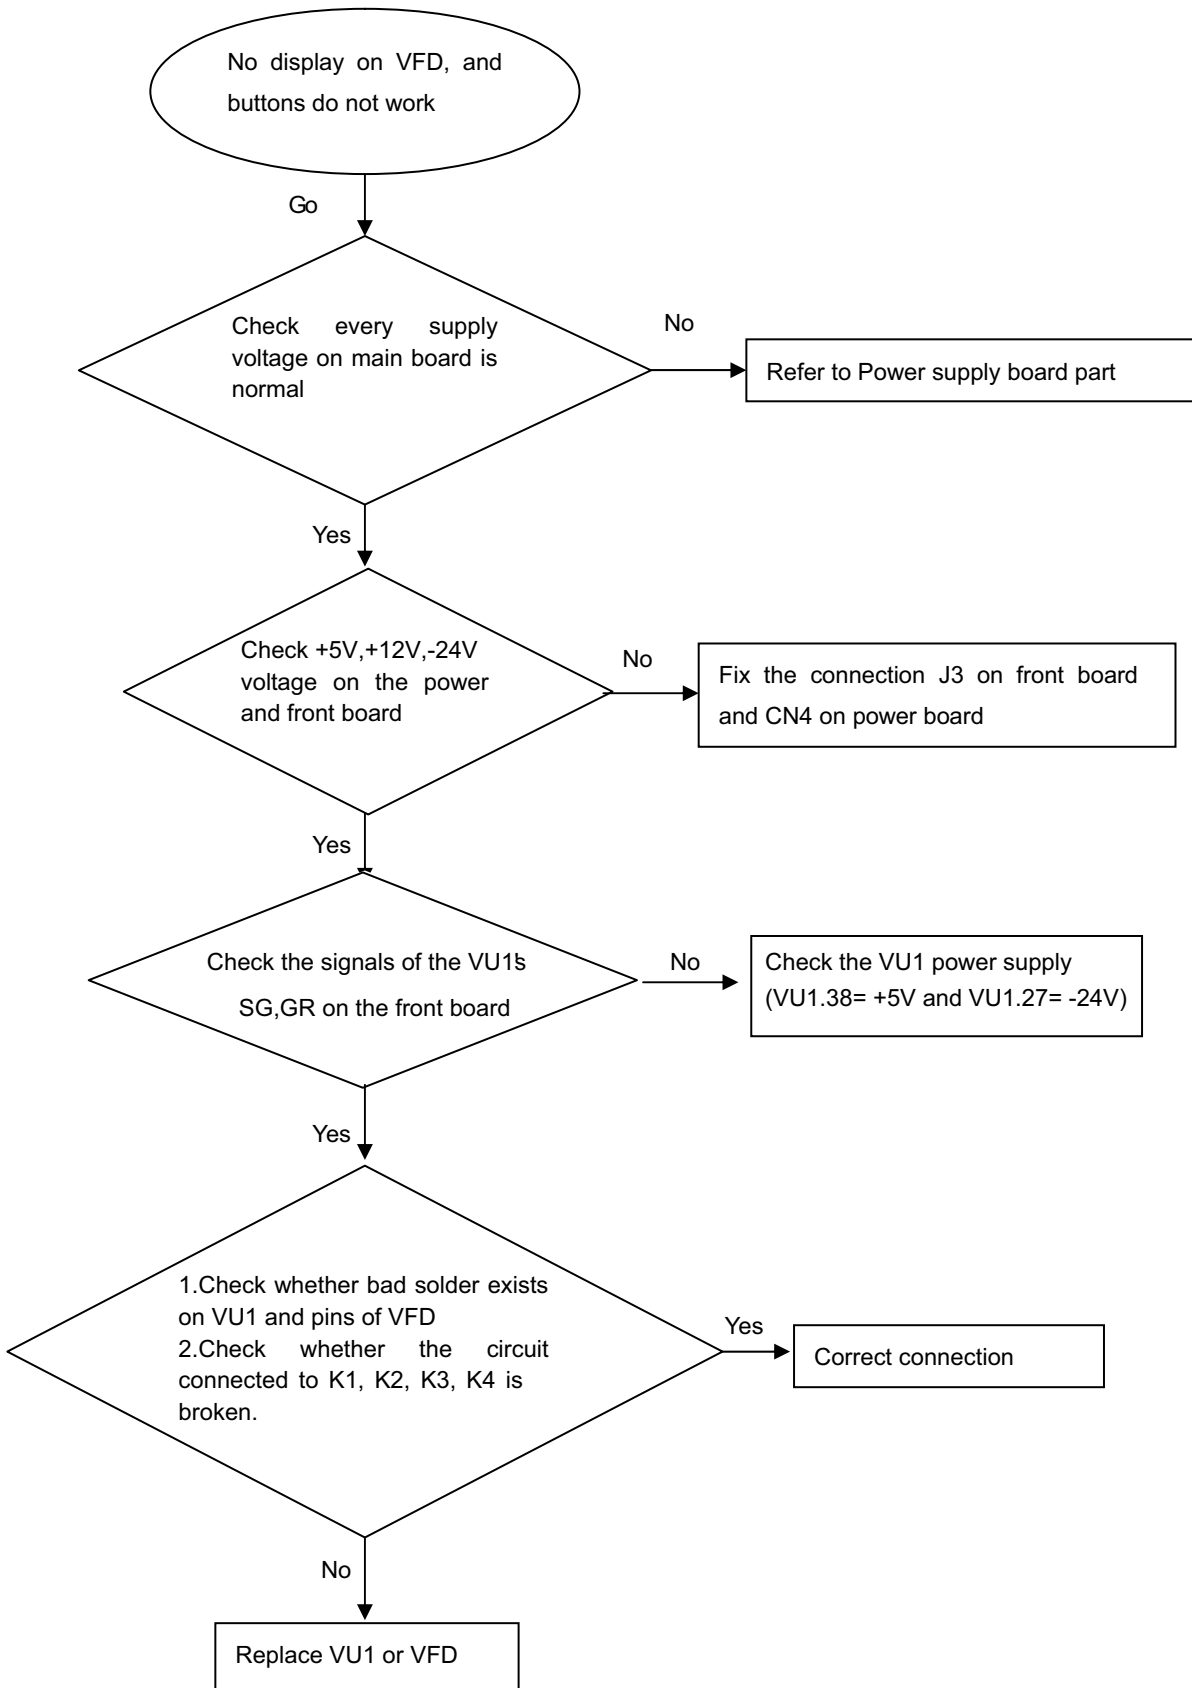 No display on VFD, and
buttons do not work
Go
Check every supply
voltage on main board is
normal
No
Refer to Power supply board part
Yes
Check +5V,+12V,-24V
voltage on the power
and front board
No
Fix the connection J3 on front board
and CN4 on power board
Yes
Check the signals of the VU1's
SG,GR on the front board
No
Check the VU1 power supply
(VU1.38= +5V and VU1.27= -24V)
Yes
1.Check whether bad solder exists
on VU1 and pins of VFD
2.Check whether the circuit
connected to K1, K2, K3, K4 is
broken.
Yes
Correct connection
No
Replace VU1 or VFD